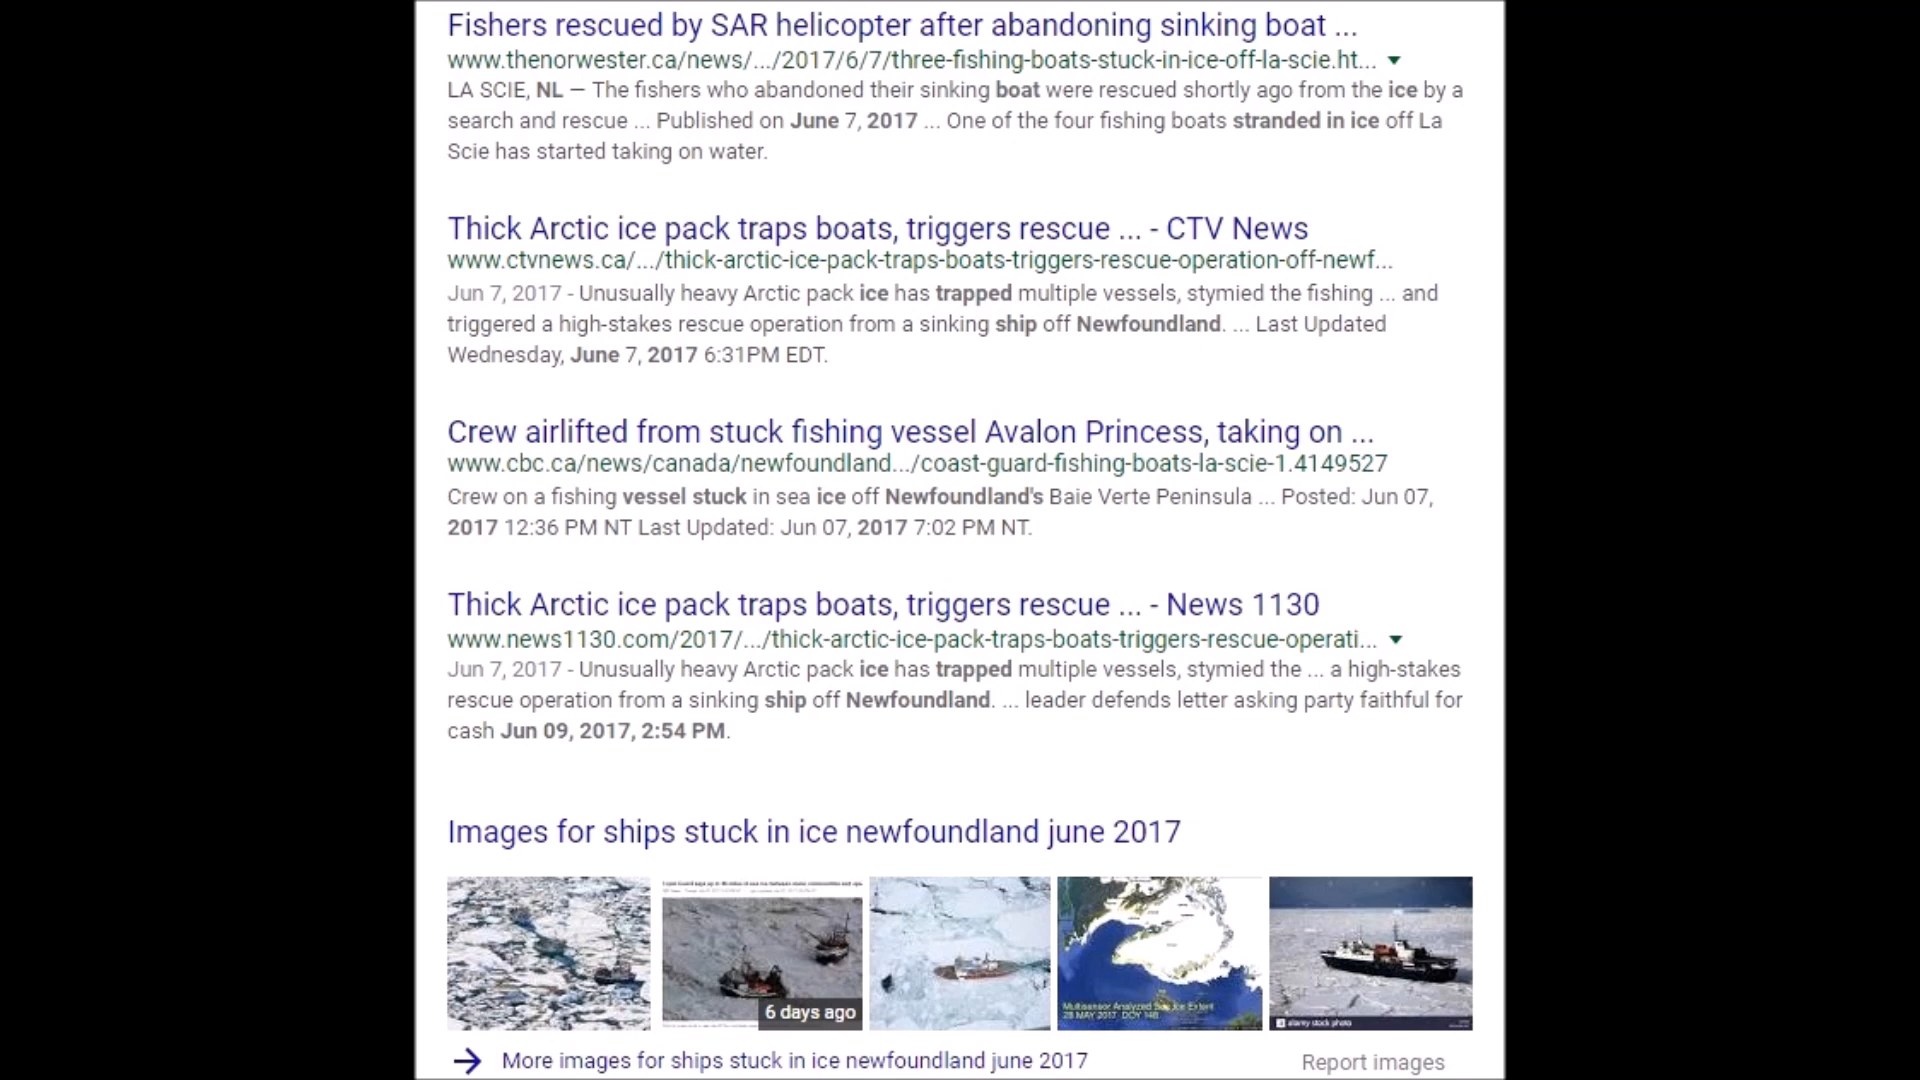 Fishers rescued by SAR helicopter after abandoning sinking boat ...
www.thenorwester.ca/news/.../2017/6/7/three-fishing-boats-stuck-in-ice-off-la-scie.ht...
LA SCIE, NL — The fishers who abandoned their sinking boat were rescued shortly ago from the ice by a
search and rescue ... Published on June 7, 2017 ... One of the four fishing boats stranded in ice off La
Scie has started taking on water.
Thick Arctic ice pack traps boats, triggers rescue ... - CTV News
www.ctvnews.ca/.../thick-arctic-ice-pack-traps-boats-triggers-rescue-operation-off-newf...
Jun 7, 2017 - Unusually heavy Arctic pack ice has trapped multiple vessels, stymied the fishing ... and
triggered a high-stakes rescue operation from a sinking ship off Newfoundland. ... Last Updated
Wednesday, June 7, 2017 6:31PM EDT.
Crew airlifted from stuck fishing vessel Avalon Princess, taking on ...
www.cbc.ca/news/canada/newfoundland.../coast-guard-fishing-boats-la-scie-1.4149527
Crew on a fishing vessel stuck in sea ice off Newfoundland's Baie Verte Peninsula ... Posted: Jun 07,
2017 12:36 PM NT Last Updated: Jun 07, 2017 7:02 PM NT.
Thick Arctic ice pack traps boats, triggers rescue ... - News 1130
www.news1130.com/2017/.../thick-arctic-ice-pack-traps-boats-triggers-rescue-operati...
Jun 7, 2017 - Unusually heavy Arctic pack ice has trapped multiple vessels, stymied the ... a high-stakes
rescue operation from a sinking ship off Newfoundland. ... leader defends letter asking party faithful for
cash Jun 09, 2017, 2:54 PM.
Images for ships stuck in ice newfoundland june 2017
6 days ago
Multisensor Analyzed Sea Ice Extent
28 MAY 2017 DOY 148
a alamy stock photo
More images for ships stuck in ice newfoundland june 2017
Report images